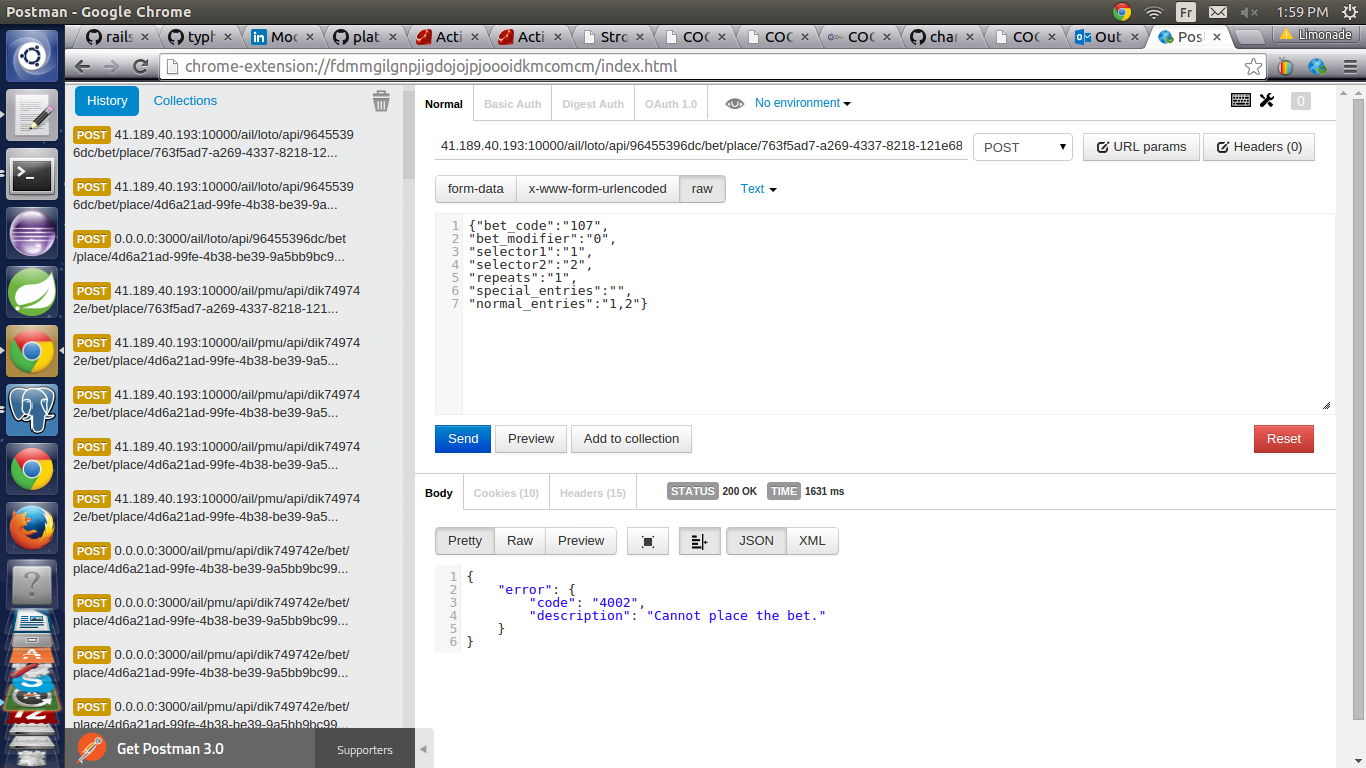 Postman - Google Chrome
Fr
1:59 PM
rails
typh
Moc
plat
Acti
Acti
Stro
COC
COC
COC
char
COC
Out
Pos
Limonade
chrome-extension://fdmmgilgnpjigdojojpjoooidkmcomcm/index.html
History
Collections
POST 41.189.40.193:10000/ail/loto/api/9645539
6dc/bet/place/763f5ad7-a269-4337-8218-12...
POST 41.189.40.193:10000/ail/loto/api/9645539
6dc/bet/place/4d6a21ad-99fe-4b38-be39-9a...
POST 0.0.0.0:3000/ail/loto/api/96455396dc/bet
/place/4d6a21ad-99fe-4b38-be39-9a5bb9bc9...
POST 41.189.40.193:10000/ail/pmu/api/dik74974
2e/bet/place/763f5ad7-a269-4337-8218-121...
POST 41.189.40.193:10000/ail/pmu/api/dik74974
2e/bet/place/4d6a21ad-99fe-4b38-be39-9a5...
POST 41.189.40.193:10000/ail/pmu/api/dik74974
2e/bet/place/4d6a21ad-99fe-4b38-be39-9a5...
POST 41.189.40.193:10000/ail/pmu/api/dik74974
2e/bet/place/4d6a21ad-99fe-4b38-be39-9a5...
POST 41.189.40.193:10000/ail/pmu/api/dik74974
2e/bet/place/4d6a21ad-99fe-4b38-be39-9a5...
POST 0.0.0.0:3000/ail/pmu/api/dik749742e/bet/
place/4d6a21ad-99fe-4b38-be39-9a5bb9bc99...
POST 0.0.0.0:3000/ail/pmu/api/dik749742e/bet/
place/4d6a21ad-99fe-4b38-be39-9a5bb9bc99...
POST 0.0.0.0:3000/ail/pmu/api/dik749742e/bet/
place/4d6a21ad-99fe-4b38-be39-9a5bb9bc99...
POST 0.0.0.0:3000/ail/pmu/api/dik749742e/bet/
place/4d6a21ad-99fe-4b38-be39-9a5bb9bc99...
Get Postman 3.0
Supporters
Normal
Basic Auth
Digest Auth
OAuth 1.0
No environment
0
41.189.40.193:10000/ail/loto/api/96455396dc/bet/place/763f5ad7-a269-4337-8218-121e68
POST
URL params
Headers (0)
form-data
x-www-form-urlencoded
raw
Text
1 {"bet_code":"107",
2 "bet_modifier":"0",
3 "selector1":"1",
4 "selector2":"2",
5 "repeats":"1",
6 "special_entries":"",
7 "normal_entries":"1,2"}
Send
Preview
Add to collection
Reset
Body
Cookies (10)
Headers (15)
STATUS 200 OK
TIME 1631 ms
Pretty
Raw
Preview
JSON
XML
1 {
2 "error": {
3 "code": "4002",
4 "description": "Cannot place the bet."
5 }
6 }